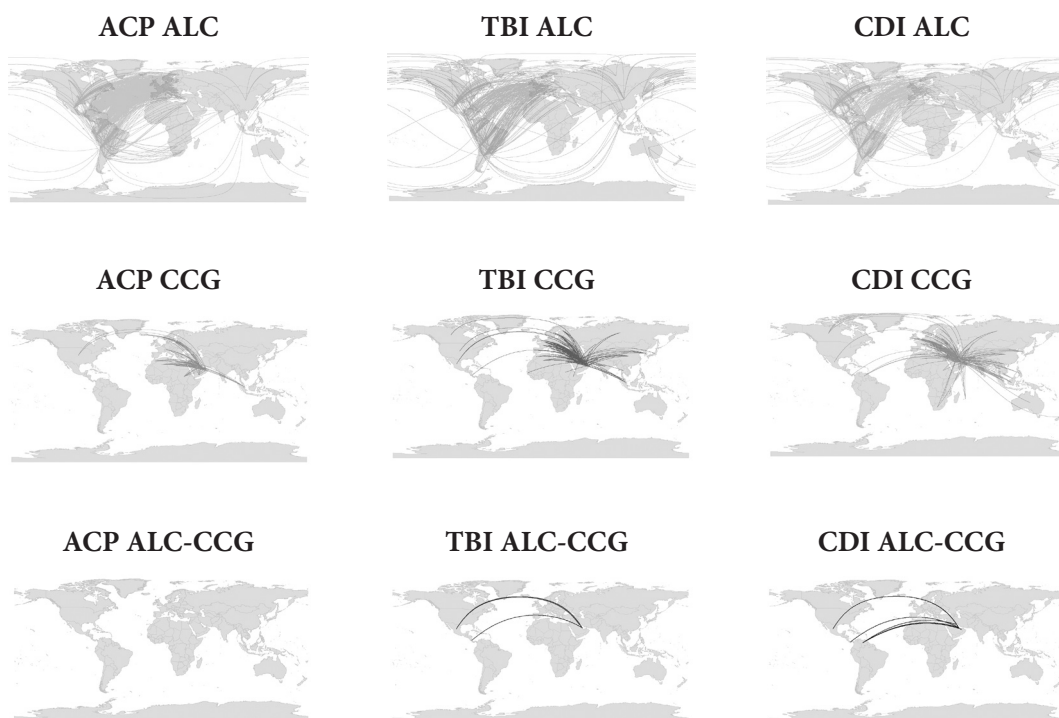 ACP ALC
TBI ALC
CDI ALC
ACP CCG
TBI CCG
CDI CCG
ACP ALC-CCG
TBI ALC-CCG
CDI ALC-CCG